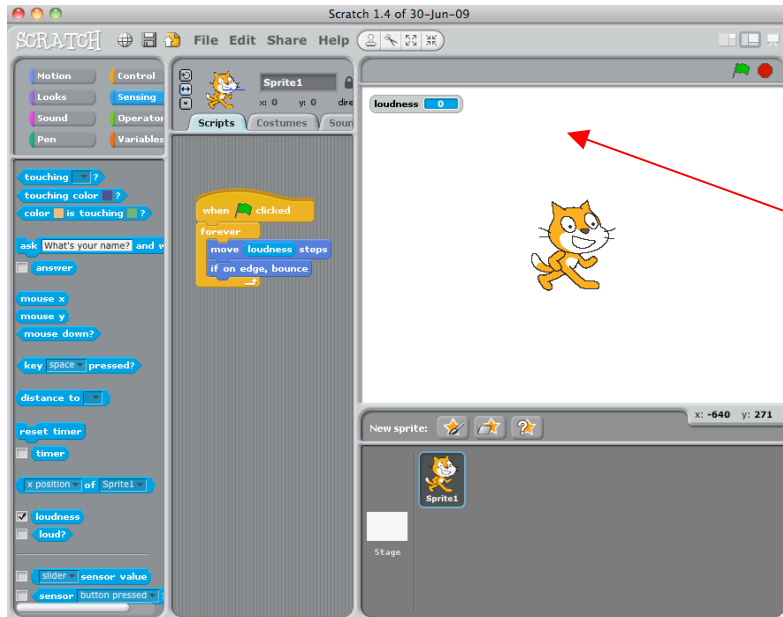 Scratch 1.4 of 30-Jun-09
SCRATCH File Edit Share Help
Motion Control
Looks Sensing
Sound Operator
Pen Variables
touching ?
touching color ?
color is touching ?
ask What's your name? and w
answer
mouse x
mouse y
mouse down?
key space pressed?
distance to
reset timer
timer
x position of Sprite1
loudness
loud?
slider sensor value
sensor button pressed ?
Sprite1
x: 0 y: 0 dire
Scripts Costumes Soun
when clicked
forever
move loudness steps
if on edge, bounce
loudness 0
x: -640 y: 271
New sprite:
Sprite1
Stage